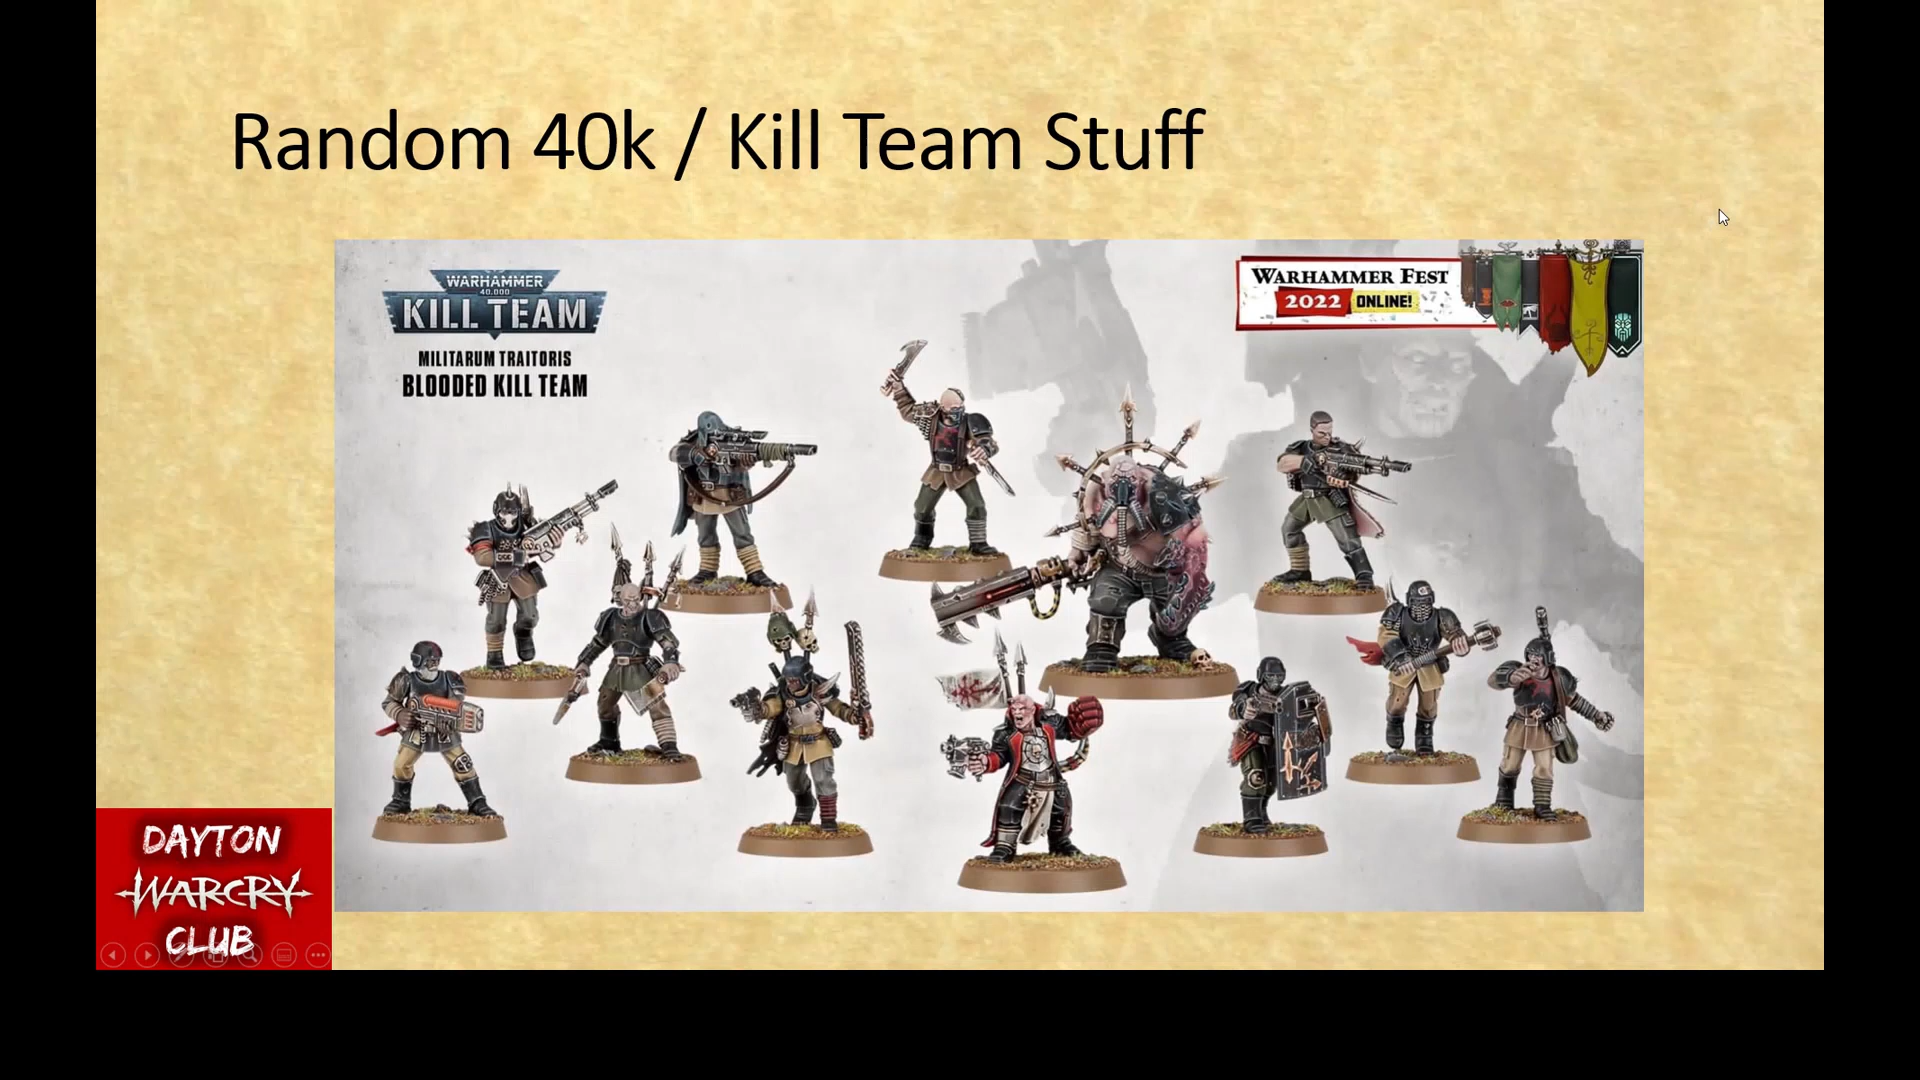 Random 40k / Kill Team Stuff
WARHAMMER
40,000
KILL TEAM
MILITARUM TRAITORIS
BLOODED KILL TEAM
WARHAMMER FEST
2022 ONLINE!
DAYTON
WARCRY
CLUB